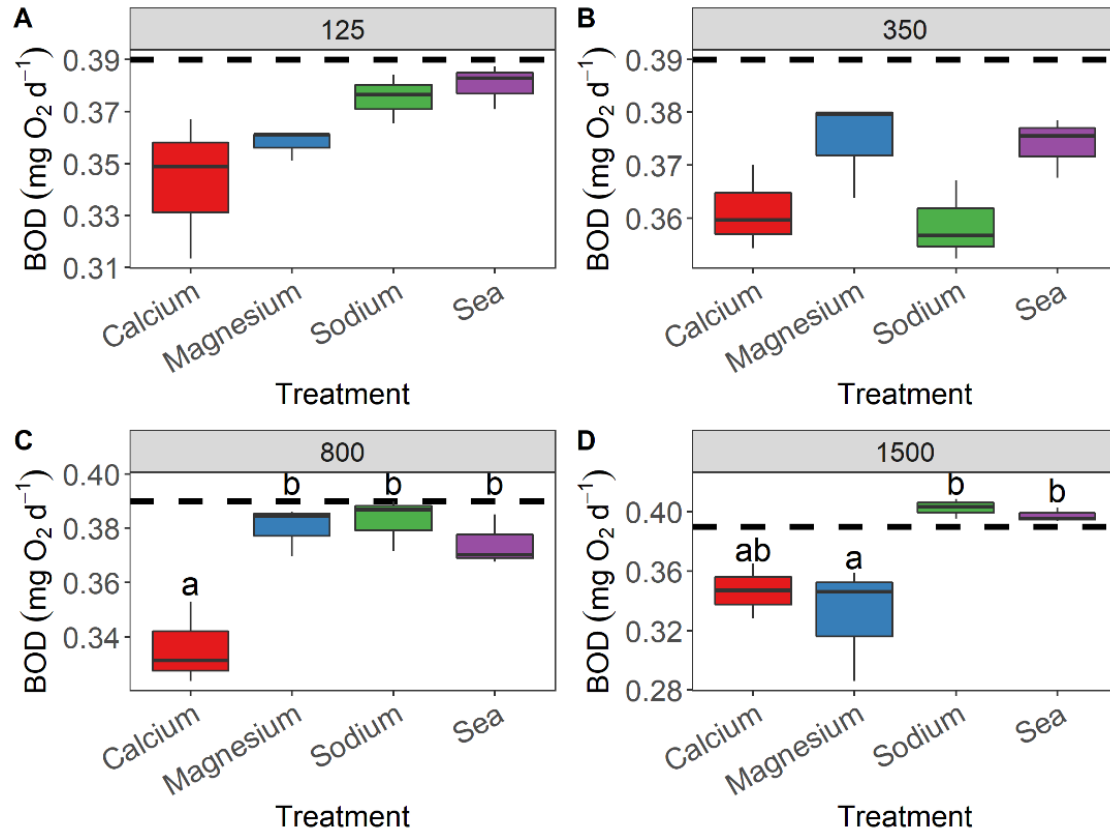 A
125
BOD (mg O₂ d⁻¹)
0.39
0.37
0.35
0.33
0.31
Calcium
Magnesium
Sodium
Sea
Treatment
B
350
BOD (mg O₂ d⁻¹)
0.39
0.38
0.37
0.36
Calcium
Magnesium
Sodium
Sea
Treatment
C
800
BOD (mg O₂ d⁻¹)
0.40
0.38
0.36
0.34
a
b
b
b
Calcium
Magnesium
Sodium
Sea
Treatment
D
1500
BOD (mg O₂ d⁻¹)
0.40
0.36
0.32
0.28
ab
a
b
b
Calcium
Magnesium
Sodium
Sea
Treatment